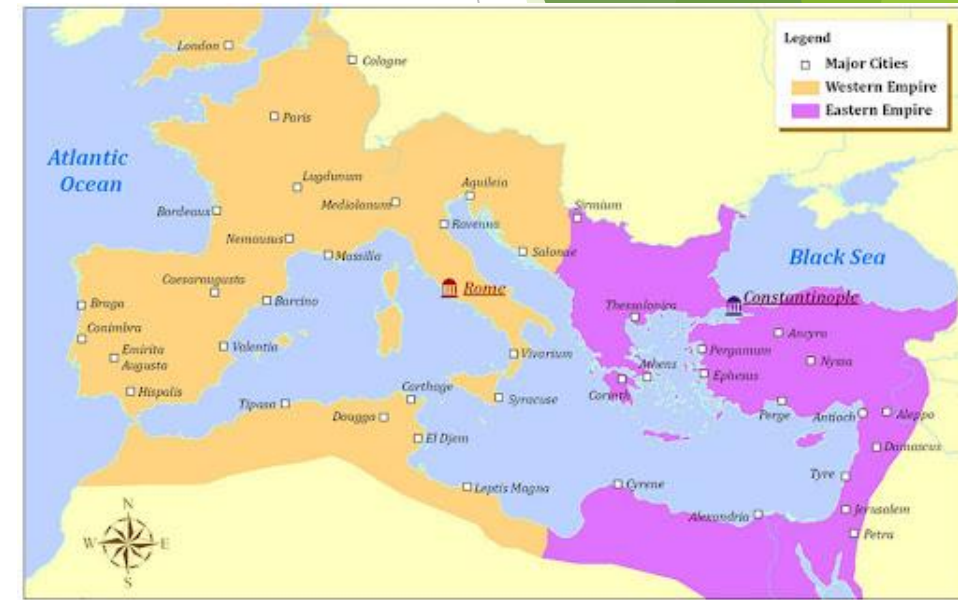 Legend
Major Cities
Western Empire
Eastern Empire
London
Cologne
Paris
Atlantic
Ocean
Lugdunum
Mediolanum
Aquileia
Sirmium
Bordeaux
Ravenna
Nemausus
Massilia
Salonae
Black Sea
Caesaraugusta
Rome
Constantinople
Braga
Barcino
Thessalonica
Conimbra
Emirita
Augusta
Valentia
Vivarium
Ancyra
Pergamum
Nyssa
Athens
Ephesus
Hispalis
Carthage
Corinth
Tipasa
Syracuse
Dougga
Perge
Antioch
Aleppo
El Djem
Damascus
Tyre
Leptis Magna
Cyrene
Alexandria
Jerusalem
Petra
N
W
E
S